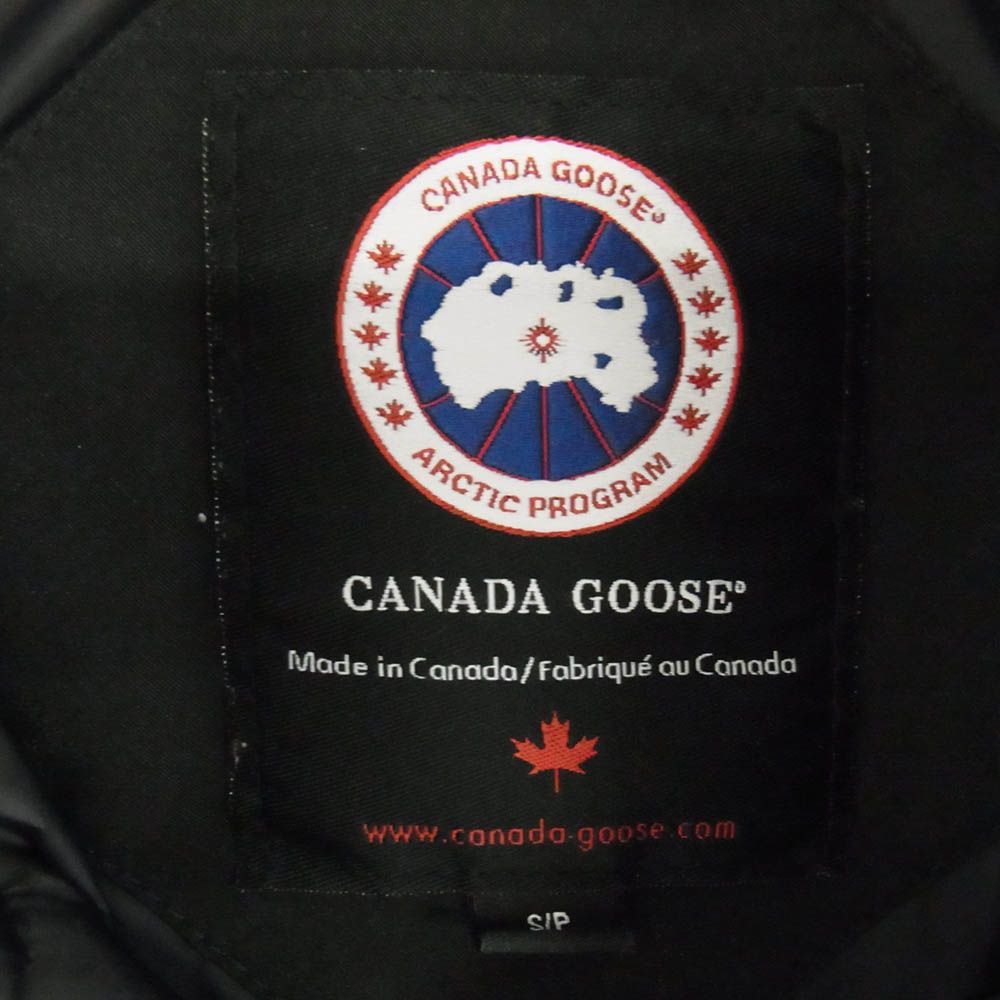 CANADA GOOSE®
ARCTIC PROGRAM
CANADA GOOSE®
Made in Canada/Fabriqué au Canada
www.canada-goose.com
S/P